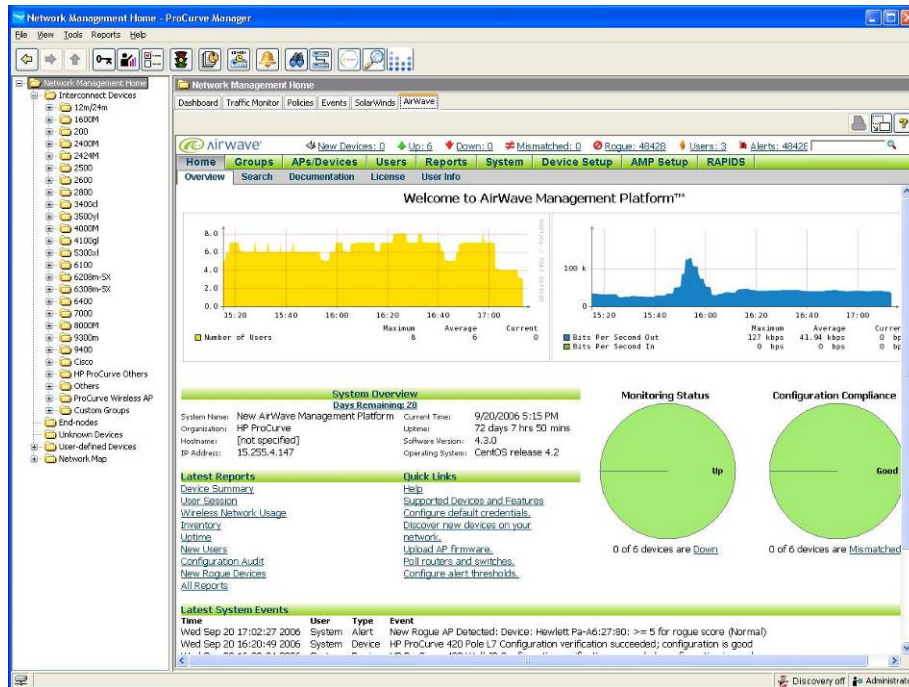 Network Management Home - ProCurve Manager
File View Tools Reports Help
Network Management Home
Interconnect Devices
12m/24m
1600M
200
2400M
2424M
2500
2600
2800
3400cl
3500yl
4000M
4100gl
5300xl
6100
6208m-SX
6308m-SX
6400
7000
8000M
9300m
9400
Cisco
HP ProCurve Others
Others
ProCurve Wireless AP
Custom Groups
End-nodes
Unknown Devices
User-defined Devices
Network Map
Network Management Home
Dashboard Traffic Monitor Policies Events SolarWinds AirWave
AirWave New Devices: 0 Up: 6 Down: 0 Mismatched: 0 Rogue: 48428 Users: 3 Alerts: 48428
Home Groups APs/Devices Users Reports System Device Setup AMP Setup RAPIDS
Overview Search Documentation License User Info
Welcome to AirWave Management Platform™
8.0
6.0
4.0
2.0
0.0
15:20 15:40 16:00 16:20 16:40 17:00
Maximum Average Current
Number of Users 8 6 0
100 k
15:20 15:40 16:00 16:20 16:40 17:00
Maximum Average Curre
Bits Per Second Out 127 kbps 41.94 kbps 0 bp
Bits Per Second In 0 bps 0 bps 0 bp
System Overview
Days Remaining: 28
System Name: New AirWave Management Platform Current Time: 9/20/2006 5:15 PM
Organization: HP ProCurve Uptime: 72 days 7 hrs 50 mins
Hostname: [not specified] Software Version: 4.3.0
IP Address: 15.255.4.147 Operating System: CentOS release 4.2
Latest Reports
Device Summary
User Session
Wireless Network Usage
Inventory
Uptime
New Users
Configuration Audit
New Rogue Devices
All Reports
Quick Links
Help
Supported Devices and Features
Configure default credentials.
Discover new devices on your
network.
Upload AP firmware.
Poll routers and switches.
Configure alert thresholds.
Monitoring Status
Up
0 of 6 devices are Down
Configuration Compliance
Good
0 of 6 devices are Mismatched
Latest System Events
Time User Type Event
Wed Sep 20 17:02:27 2006 System Alert New Rogue AP Detected: Device: Hewlett Pa-A6:27:80: >= 5 for rogue score (Normal)
Wed Sep 20 16:20:49 2006 System Device HP ProCurve 420 Pole L7 Configuration verification succeeded; configuration is good
Discovery off Administrato